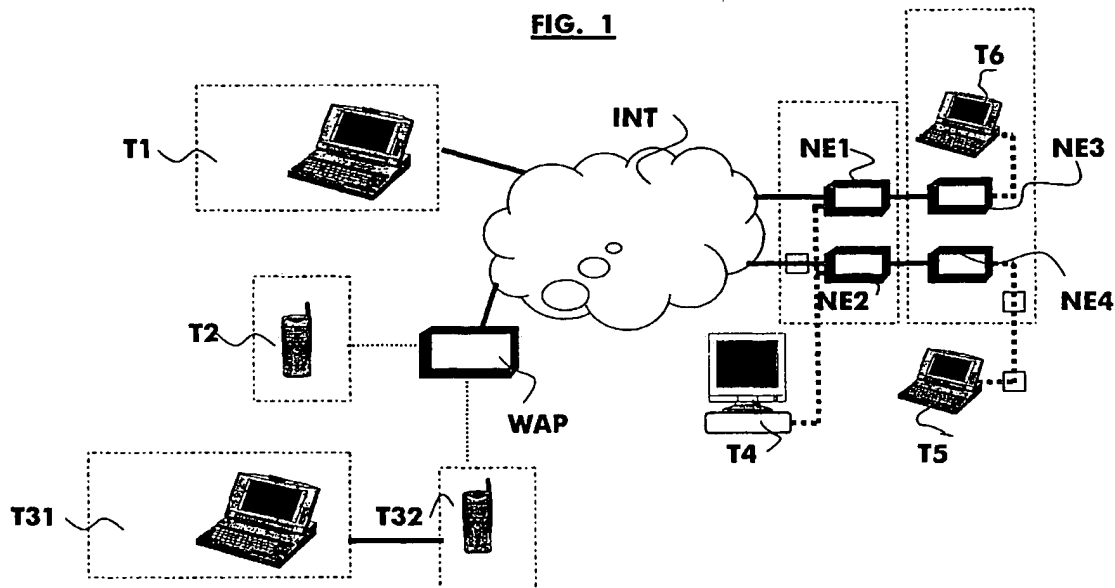 FIG. 1
T6
T1
INT
NE1
NE3
T2
NE2
NE4
WAP
T4
T5
T31
T32